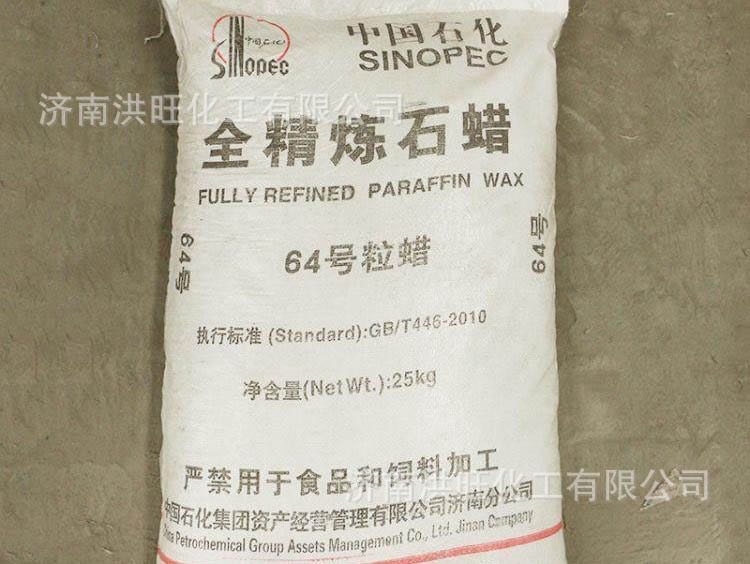 中国石化
SINOPEC
中国石化
SINOPEC
济南洪旺化工有限公司
全精炼石蜡
FULLY REFINED PARAFFIN WAX
64号
64号粒蜡
64号
执行标准 (Standard):GB/T446-2010
净含量(Net Wt.):25kg
严禁用于食品和饲料加工
济南洪旺化工有限公司
中国石化集团资产经营管理有限公司济南分公司
Petrochemical Group Assets Management Co., Ltd. Jinan Company